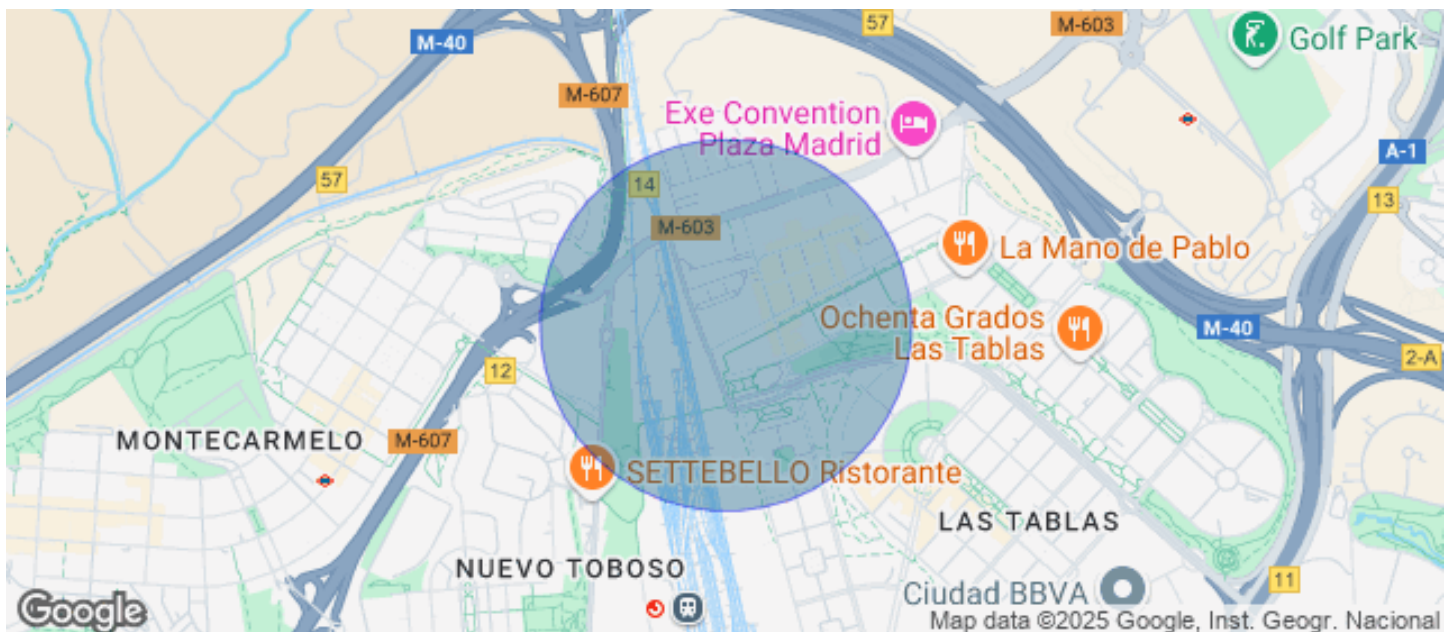 57
M-603
M-40
Golf Park
M-607
Exe Convention
Plaza Madrid
A-1
57
14
13
M-603
La Mano de Pablo
Ochenta Grados
Las Tablas
M-40
2-A
12
MONTECARMELO
M-607
SETTEBELLO Ristorante
LAS TABLAS
NUEVO TOBOSO
11
Ciudad BBVA
Google
Map data ©2025 Google, Inst. Geogr. Nacional